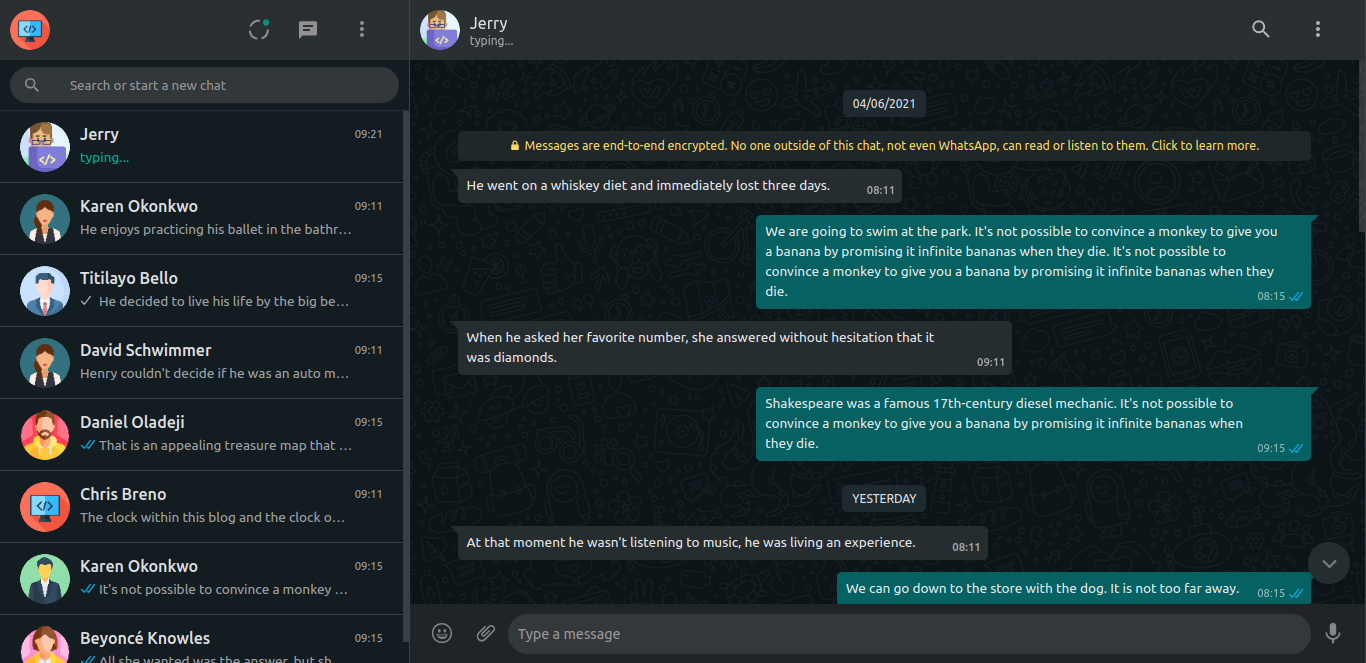 Search or start a new chat
Jerry
09:21
typing...
Karen Okonkwo
09:11
He enjoys practicing his ballet in the bathr...
Titilayo Bello
09:15
He decided to live his life by the big be...
David Schwimmer
09:11
Henry couldn't decide if he was an auto m...
Daniel Oladeji
09:15
That is an appealing treasure map that ...
Chris Breno
09:11
The clock within this blog and the clock o...
Karen Okonkwo
09:15
It's not possible to convince a monkey ...
Beyoncé Knowles
09:15
All she wanted was the answer, but sh...
Jerry
typing...
04/06/2021
Messages are end-to-end encrypted. No one outside of this chat, not even WhatsApp, can read or listen to them. Click to learn more.
He went on a whiskey diet and immediately lost three days.
08:11
We are going to swim at the park. It's not possible to convince a monkey to give you
a banana by promising it infinite bananas when they die. It's not possible to
convince a monkey to give you a banana by promising it infinite bananas when they
die.
08:15
When he asked her favorite number, she answered without hesitation that it
was diamonds.
09:11
Shakespeare was a famous 17th-century diesel mechanic. It's not possible to
convince a monkey to give you a banana by promising it infinite bananas when
they die.
09:15
YESTERDAY
At that moment he wasn't listening to music, he was living an experience.
08:11
We can go down to the store with the dog. It is not too far away.
08:15
Type a message